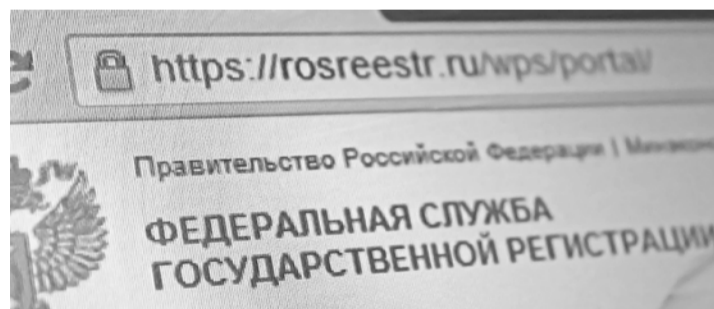 https://rosreestr.ru/wps/portal/
Правительство Российской Федерации |
ФЕДЕРАЛЬНАЯ СЛУЖБА
ГОСУДАРСТВЕННОЙ РЕГИСТРАЦИИ